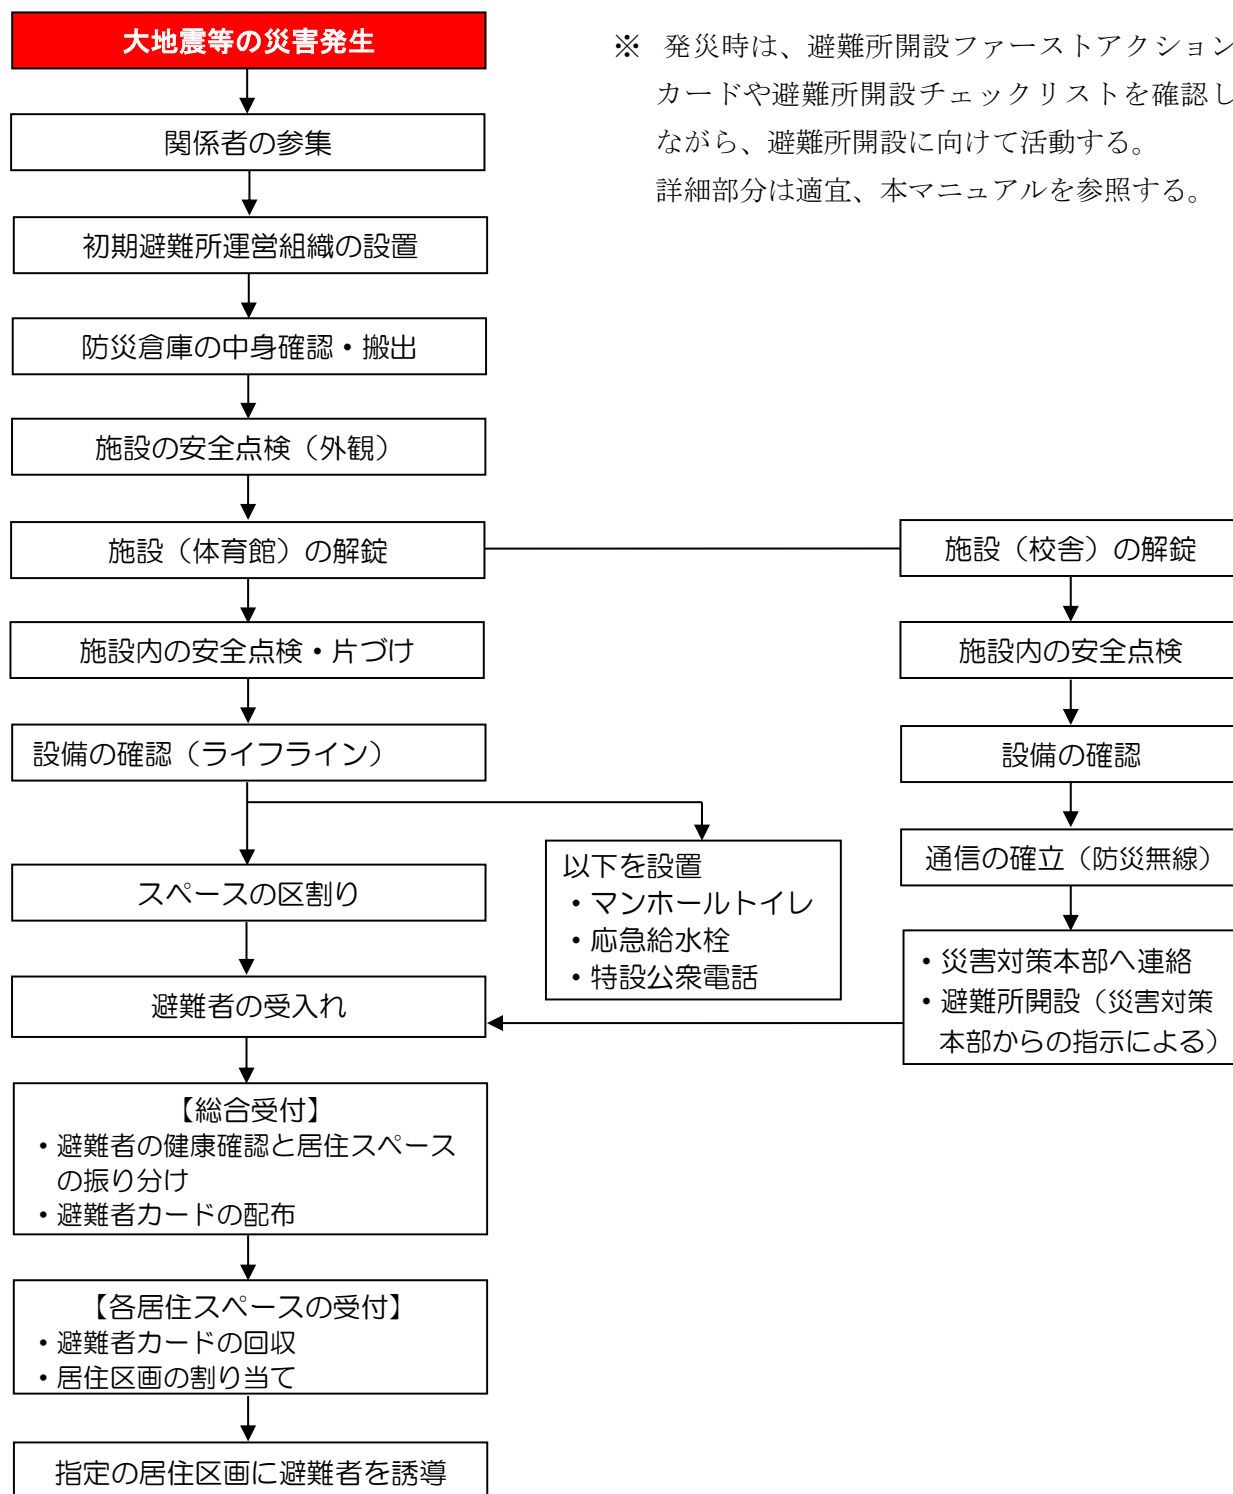 大地震等の災害発生
※ 発災時は、避難所開設ファーストアクション
カードや避難所開設チェックリストを確認し
ながら、避難所開設に向けて活動する。
詳細部分は適宜、本マニュアルを参照する。
関係者の参集
初期避難所運営組織の設置
防災倉庫の中身確認・搬出
施設の安全点検（外観）
施設（体育館）の解錠
施設（校舎）の解錠
施設内の安全点検・片づけ
施設内の安全点検
設備の確認（ライフライン）
設備の確認
以下を設置
・マンホールトイレ
・応急給水栓
・特設公衆電話
通信の確立（防災無線）
スペースの区割り
・災害対策本部へ連絡
・避難所開設（災害対策
本部からの指示による）
避難者の受入れ
【総合受付】
・避難者の健康確認と居住スペース
の振り分け
・避難者カードの配布
【各居住スペースの受付】
・避難者カードの回収
・居住区画の割り当て
指定の居住区画に避難者を誘導